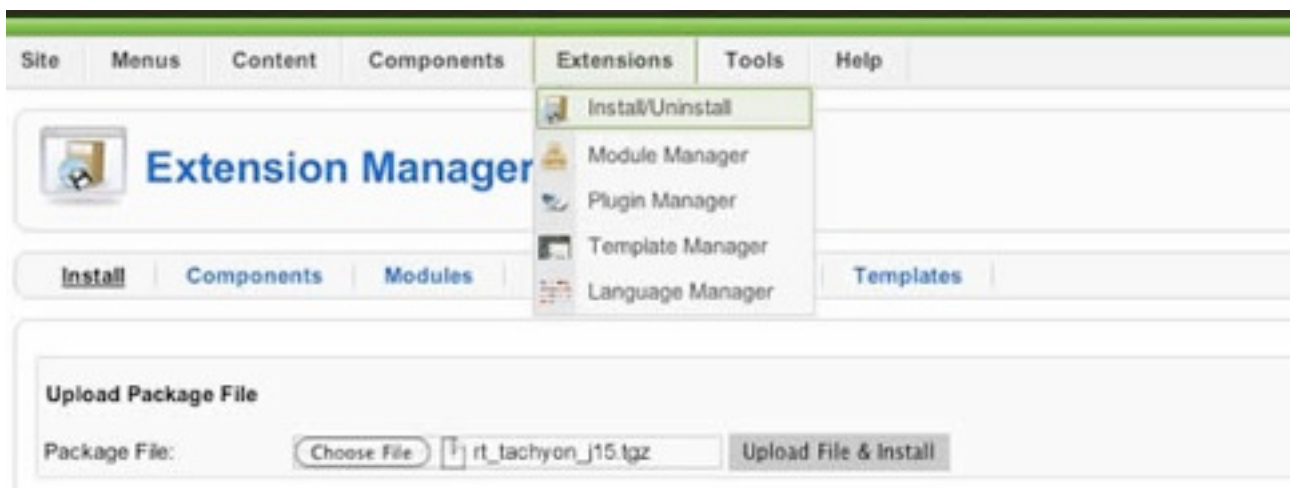 Site Menus Content Components Extensions Tools Help
Install/Uninstall
Extension Manager
Module Manager
Plugin Manager
Template Manager
Language Manager
Install Components Modules Templates
Upload Package File
Package File: Choose File rt_tachyon_j15.tgz Upload File & Install